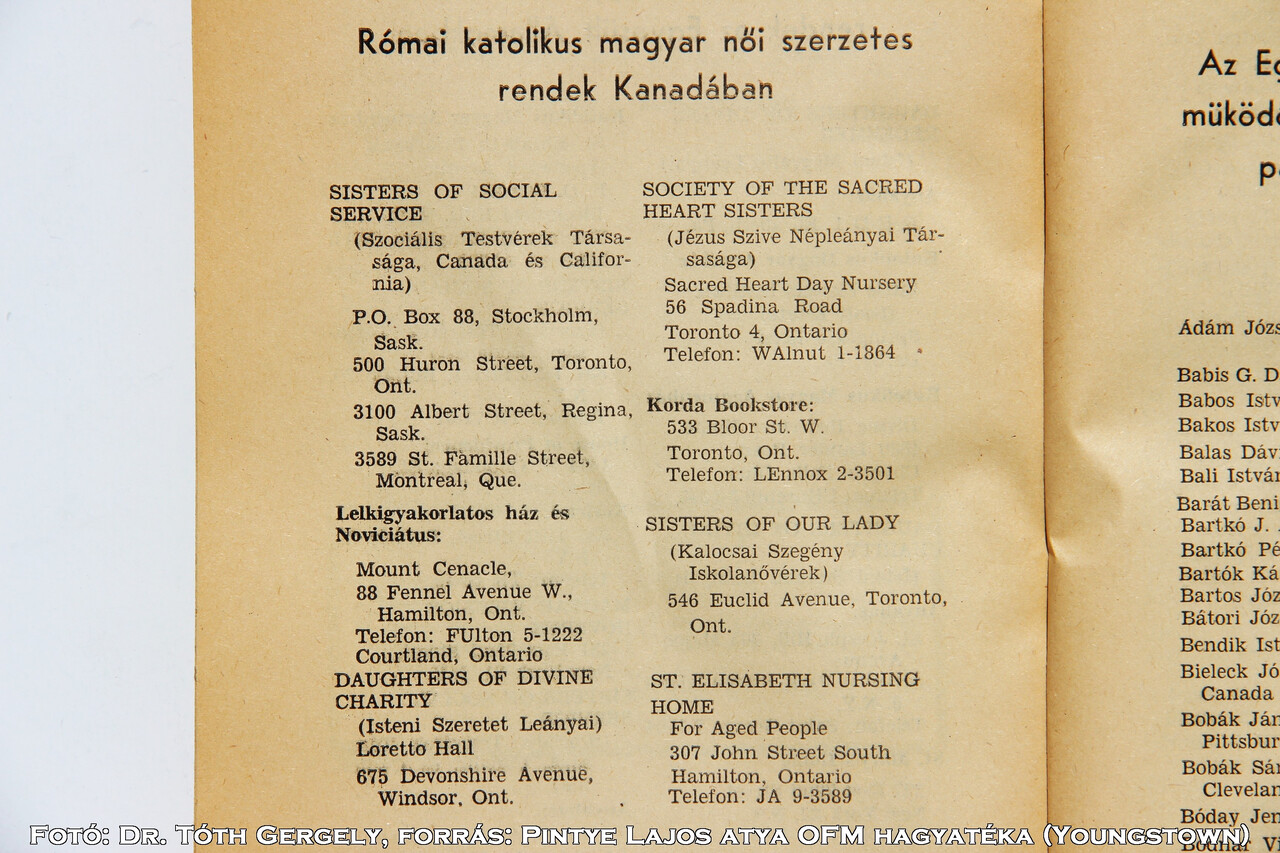 Római katolikus magyar női szerzetes
rendek Kanadában
SISTERS OF SOCIAL
SERVICE
(Szociális Testvérek Társa-
sága, Canada és Califor-
nia)
P.O. Box 88, Stockholm,
Sask.
500 Huron Street, Toronto,
Ont.
3100 Albert Street, Regina,
Sask.
3589 St. Famille Street,
Montreal, Que.
Lelkigyakorlatos ház és
Noviciátus:
Mount Cenacle,
88 Fennel Avenue W.,
Hamilton, Ont.
Telefon: FUlton 5-1222
Courtland, Ontario
DAUGHTERS OF DIVINE
CHARITY
(Isteni Szeretet Leányai)
Loretto Hall
675 Devonshire Avenue,
Windsor, Ont.
SOCIETY OF THE SACRED
HEART SISTERS
(Jézus Szive Népleányai Tár-
sasága)
Sacred Heart Day Nursery
56 Spadina Road
Toronto 4, Ontario
Telefon: WAlnut 1-1864
Korda Bookstore:
533 Bloor St. W.
Toronto, Ont.
Telefon: LEnnox 2-3501
SISTERS OF OUR LADY
(Kalocsai Szegény
Iskolanővérek)
546 Euclid Avenue, Toronto,
Ont.
ST. ELISABETH NURSING
HOME
For Aged People
307 John Street South
Hamilton, Ontario
Telefon: JA 9-3589
Az
Ádám
Babis G.
Babos
Bakos
Balas
Bali
Barát
Bartkó J.
Bartkó
Bartók
Bartos
Bátori
Bendik
Bieleck
Canada
Bobák
Bobák
Bóday
Fotó: Dr. Tóth Gergely, forrás: Pintye Lajos atya OFM hagyatéka (Youngstown)